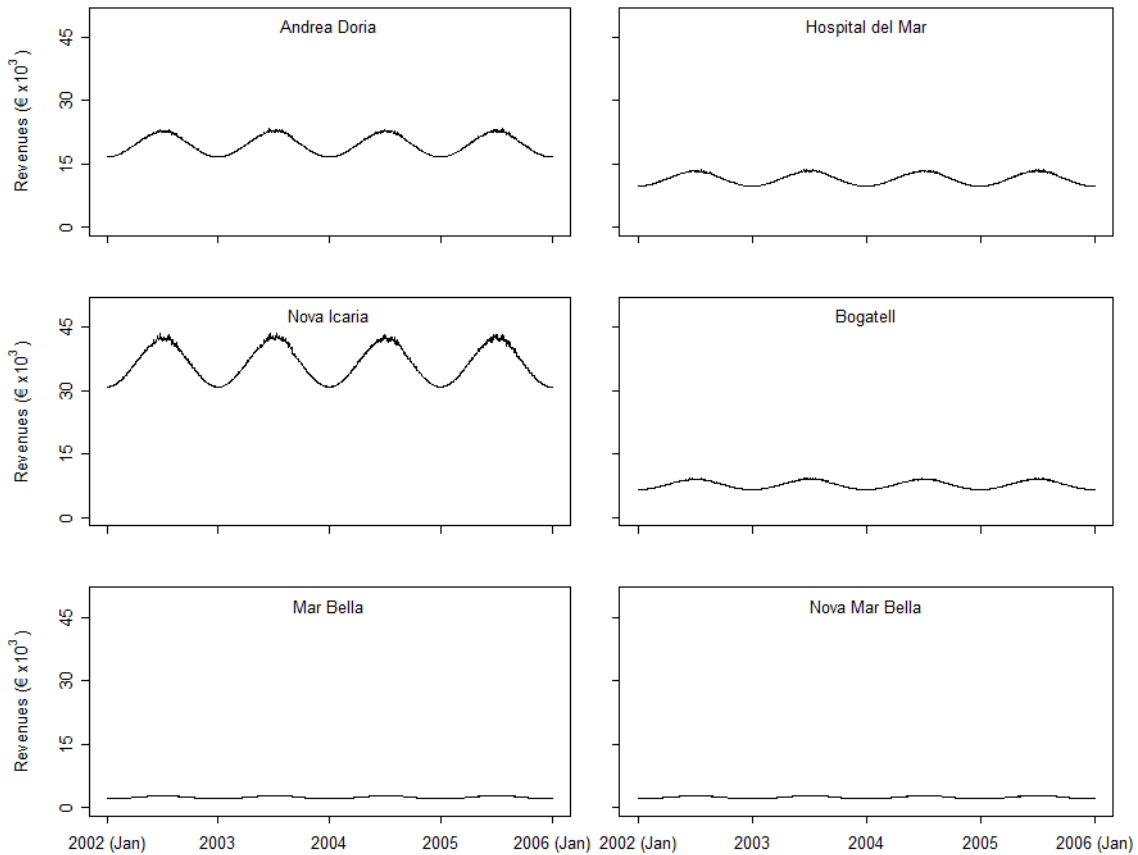 Andrea Doria
Hospital del Mar
Revenues (€ x10³ )
45
30
15
0
Nova Icaria
Bogatell
Revenues (€ x10³ )
45
30
15
0
Mar Bella
Nova Mar Bella
Revenues (€ x10³ )
45
30
15
0
2002 (Jan) 2003 2004 2005 2006 (Jan) 2002 (Jan) 2003 2004 2005 2006 (Jan)